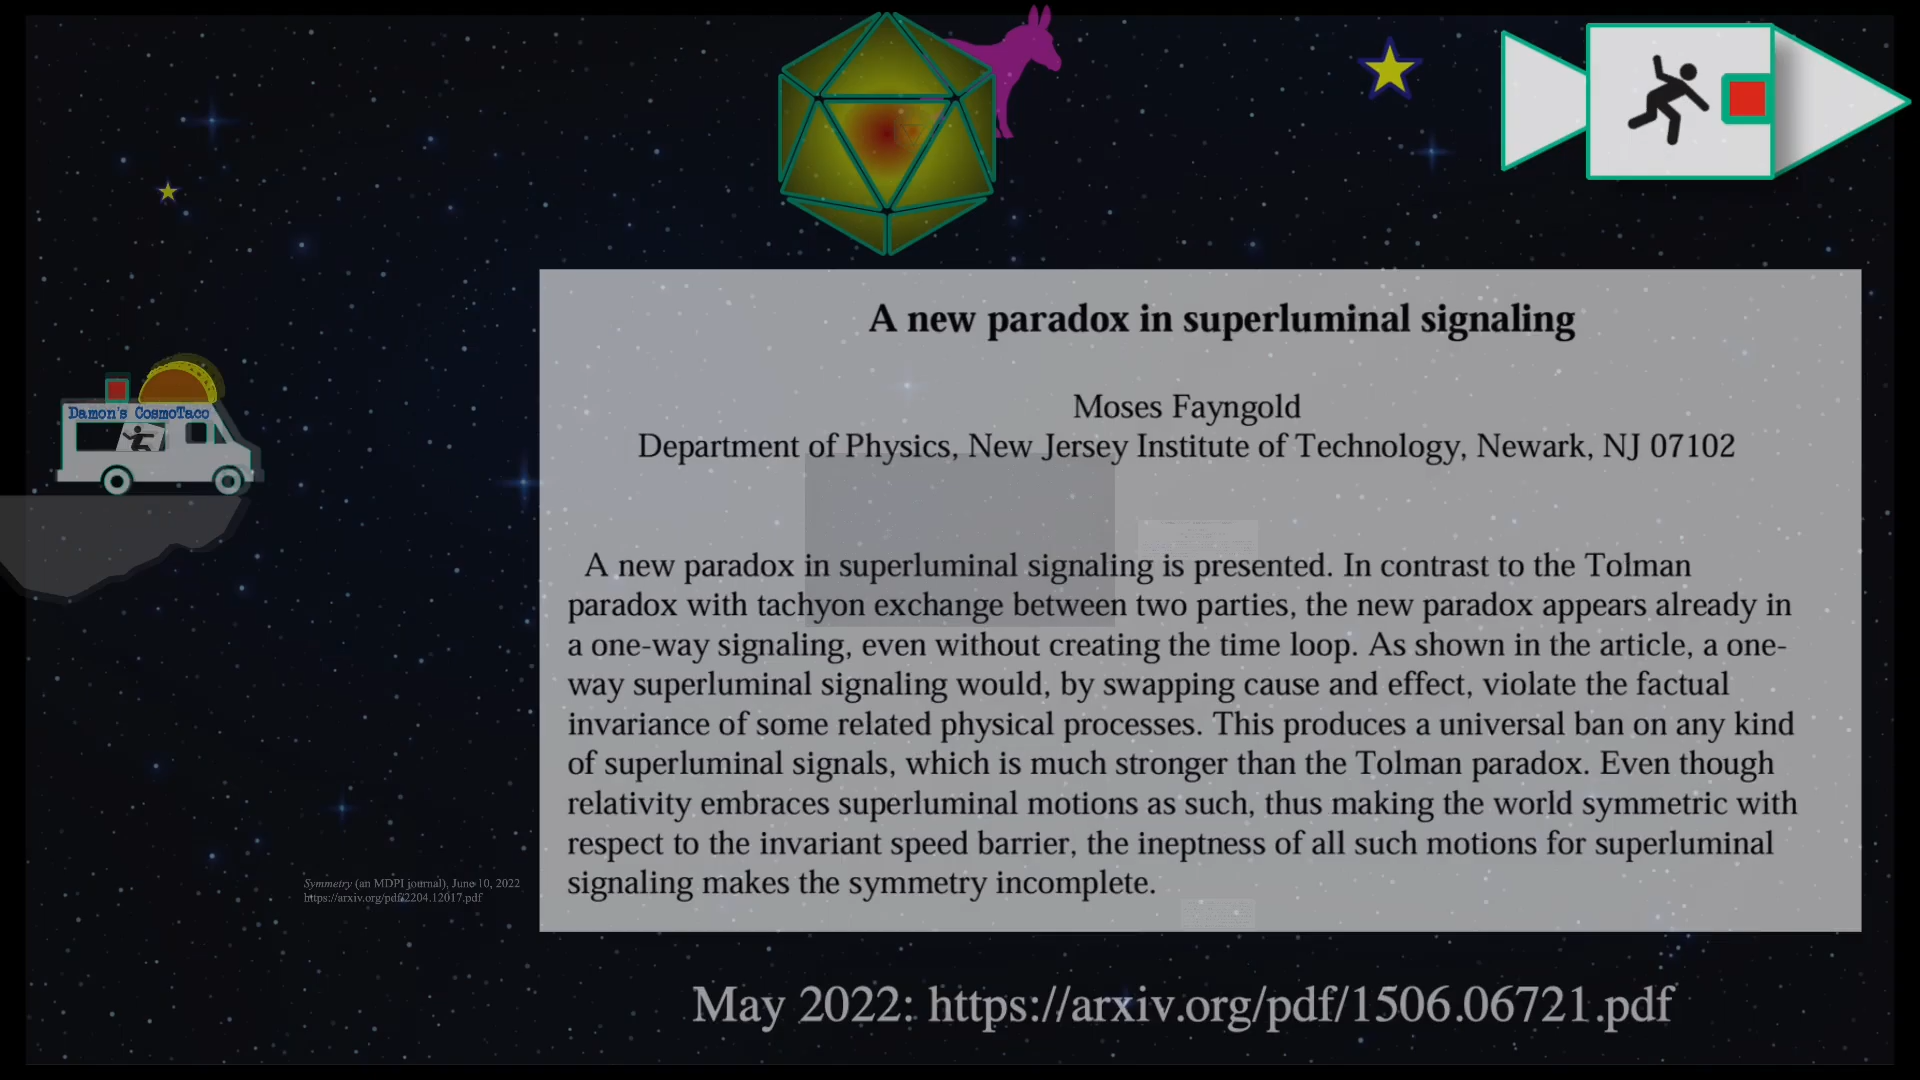 Damon's CosmoTaco
A new paradox in superluminal signaling
Moses Fayngold
Department of Physics, New Jersey Institute of Technology, Newark, NJ 07102
A new paradox in superluminal signaling is presented. In contrast to the Tolman
paradox with tachyon exchange between two parties, the new paradox appears already in
a one-way signaling, even without creating the time loop. As shown in the article, a one-
way superluminal signaling would, by swapping cause and effect, violate the factual
invariance of some related physical processes. This produces a universal ban on any kind
of superluminal signals, which is much stronger than the Tolman paradox. Even though
relativity embraces superluminal motions as such, thus making the world symmetric with
respect to the invariant speed barrier, the ineptness of all such motions for superluminal
signaling makes the symmetry incomplete.
Symmetry (an MDPI journal), June 10, 2022
https://arxiv.org/pdf/2204.12017.pdf
May 2022: https://arxiv.org/pdf/1506.06721.pdf